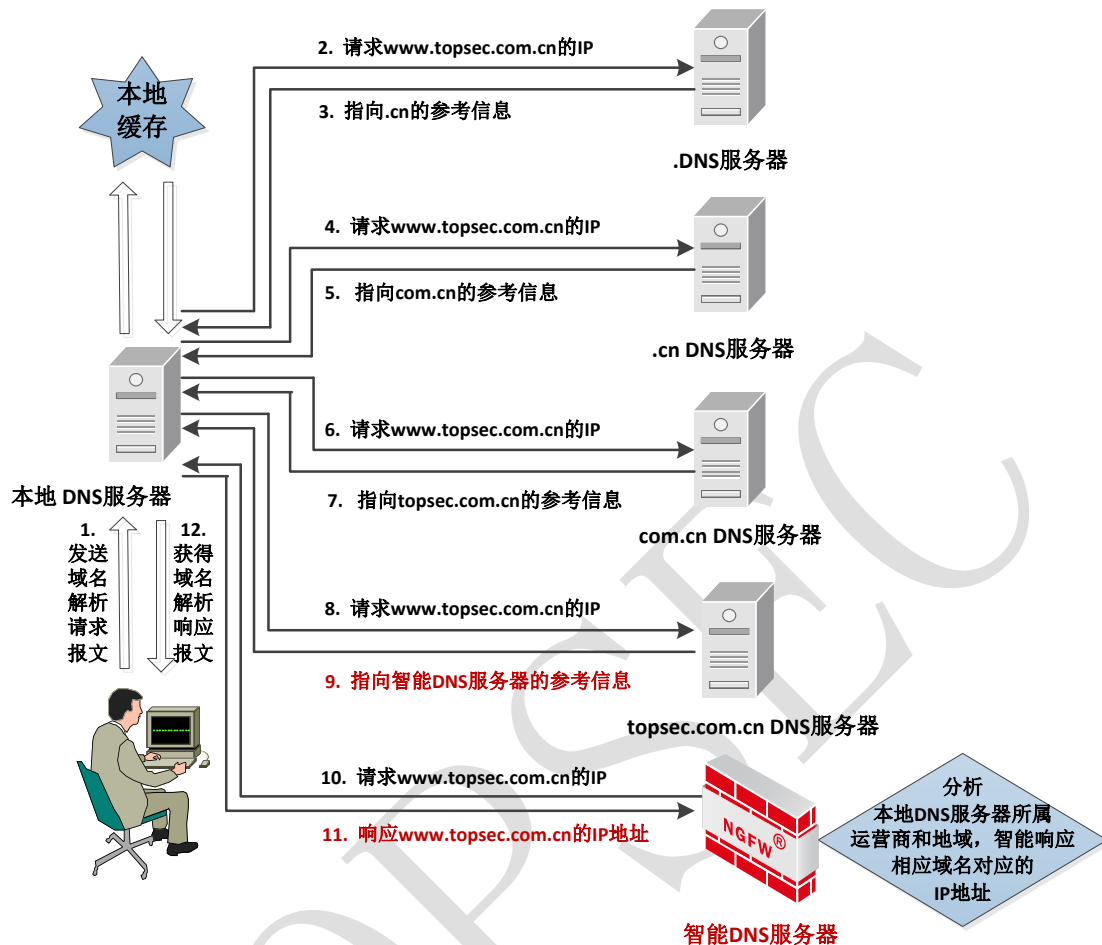 2. 请求www.topsec.com.cn的IP
本地
缓存
3. 指向.cn的参考信息
.DNS服务器
4. 请求www.topsec.com.cn的IP
5. 指向com.cn的参考信息
.cn DNS服务器
6. 请求www.topsec.com.cn的IP
本地 DNS服务器
7. 指向topsec.com.cn的参考信息
com.cn DNS服务器
1.
发送
域名
解析
请求
报文
12.
获得
域名
解析
响应
报文
8. 请求www.topsec.com.cn的IP
9. 指向智能DNS服务器的参考信息
topsec.com.cn DNS服务器
10. 请求www.topsec.com.cn的IP
11. 响应www.topsec.com.cn的IP地址
NGFW®
分析
本地DNS服务器所属
运营商和地域，智能响应
相应域名对应的
IP地址
智能DNS服务器
TOPSEC